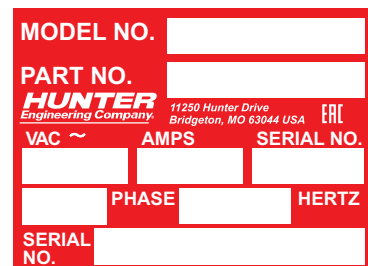 MODEL NO.
PART NO.
HUNTER
Engineering Company.
11250 Hunter Drive
Bridgeton, MO 63044 USA
EAC
VAC ~
AMPS
SERIAL NO.
PHASE
HERTZ
SERIAL
NO.